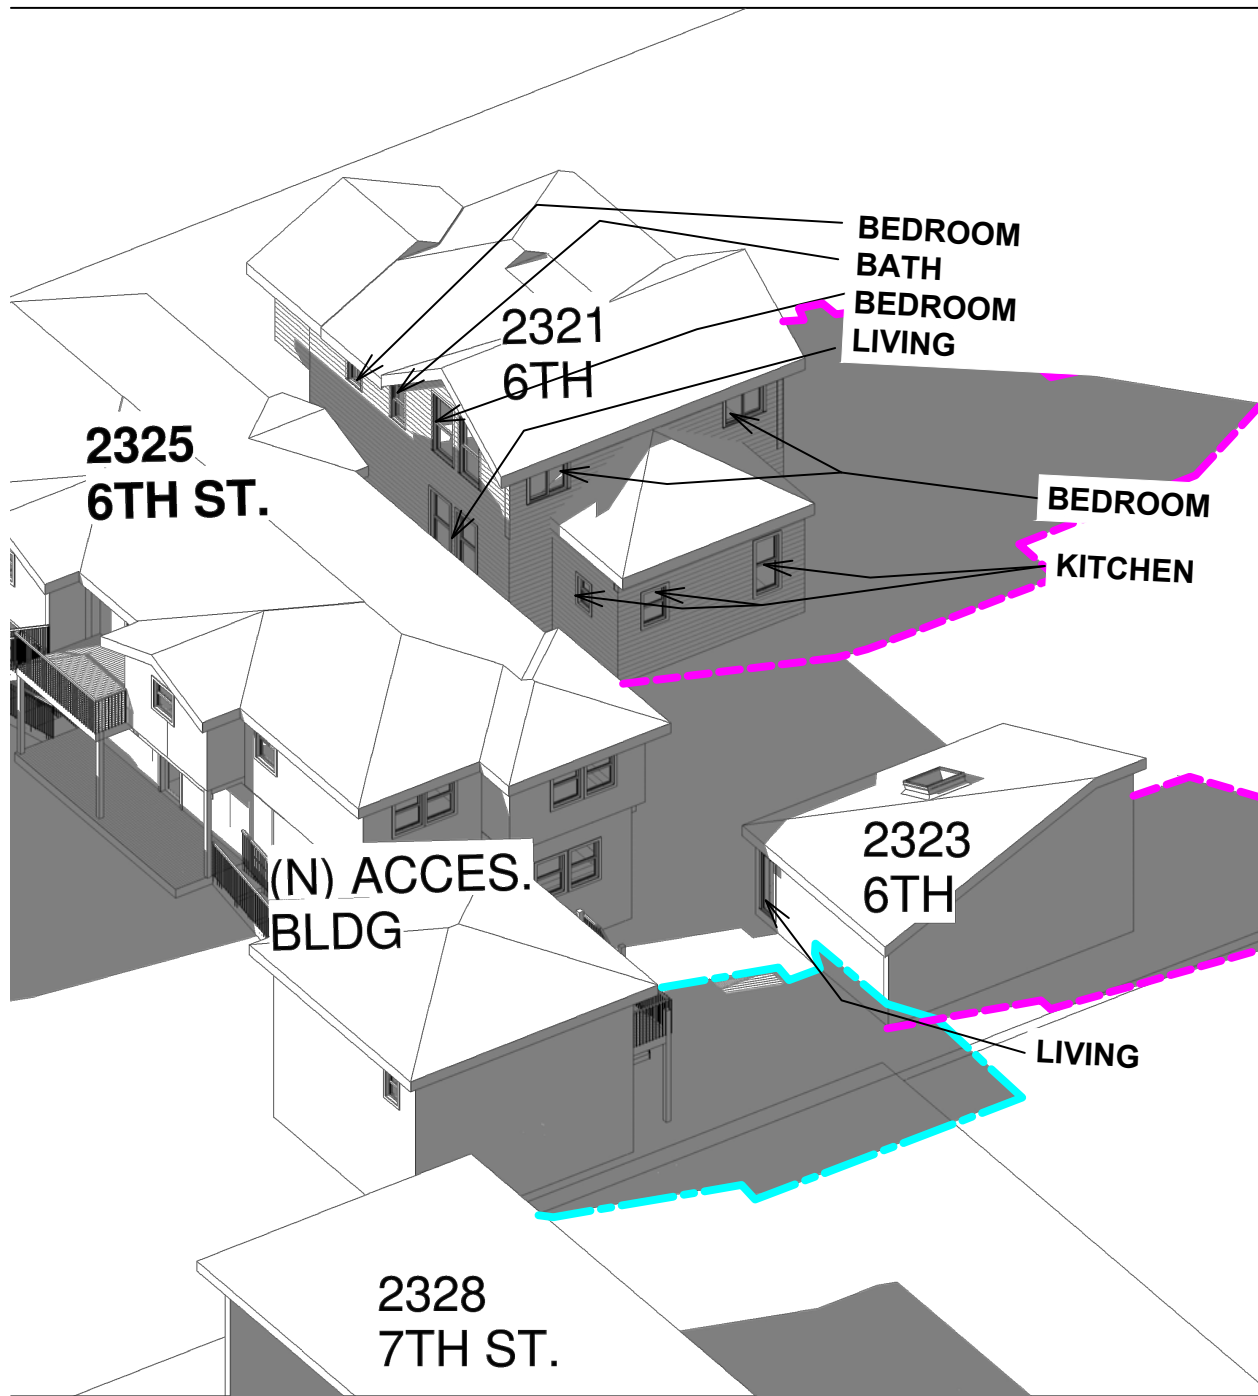 BEDROOM
BATH
BEDROOM
LIVING
2321
6TH
2325
6TH ST.
BEDROOM
KITCHEN
2323
6TH
(N) ACCES.
BLDG
LIVING
2328
7TH ST.